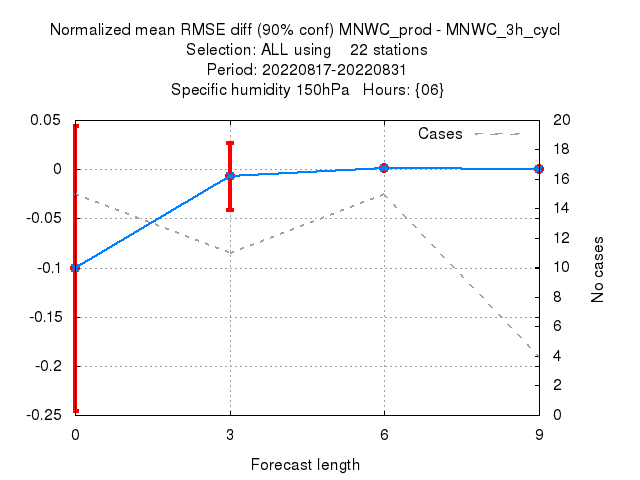 Normalized mean RMSE diff (90% conf) MNWC_prod - MNWC_3h_cycl
Selection: ALL using    22 stations
Period: 20220817-20220831
Specific humidity 150hPa   Hours: {06}
0.05
0
-0.05
-0.1
-0.15
-0.2
-0.25
Cases
20
18
16
14
12
10
8
6
4
2
0
No cases
0 3 6 9
Forecast length